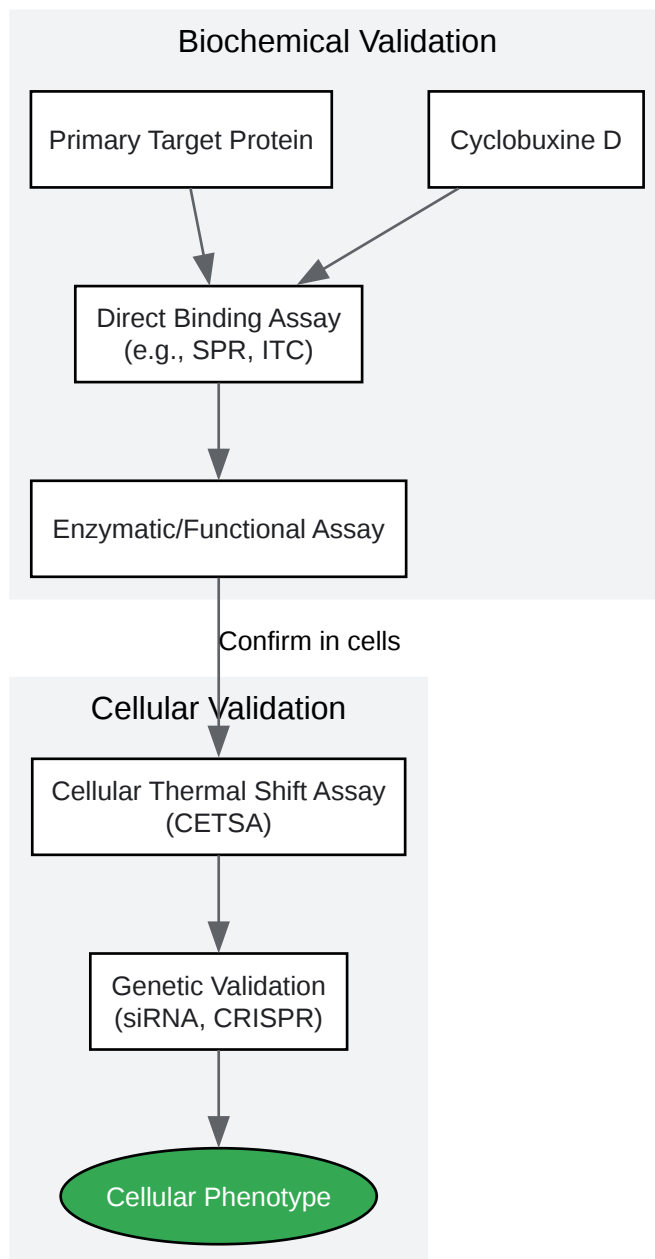 Biochemical Validation
Primary Target Protein
Cyclobuxine D
Direct Binding Assay
(e.g., SPR, ITC)
Enzymatic/Functional Assay
Confirm in cells
Cellular Validation
Cellular Thermal Shift Assay
(CETSA)
Genetic Validation
(siRNA, CRISPR)
Cellular Phenotype